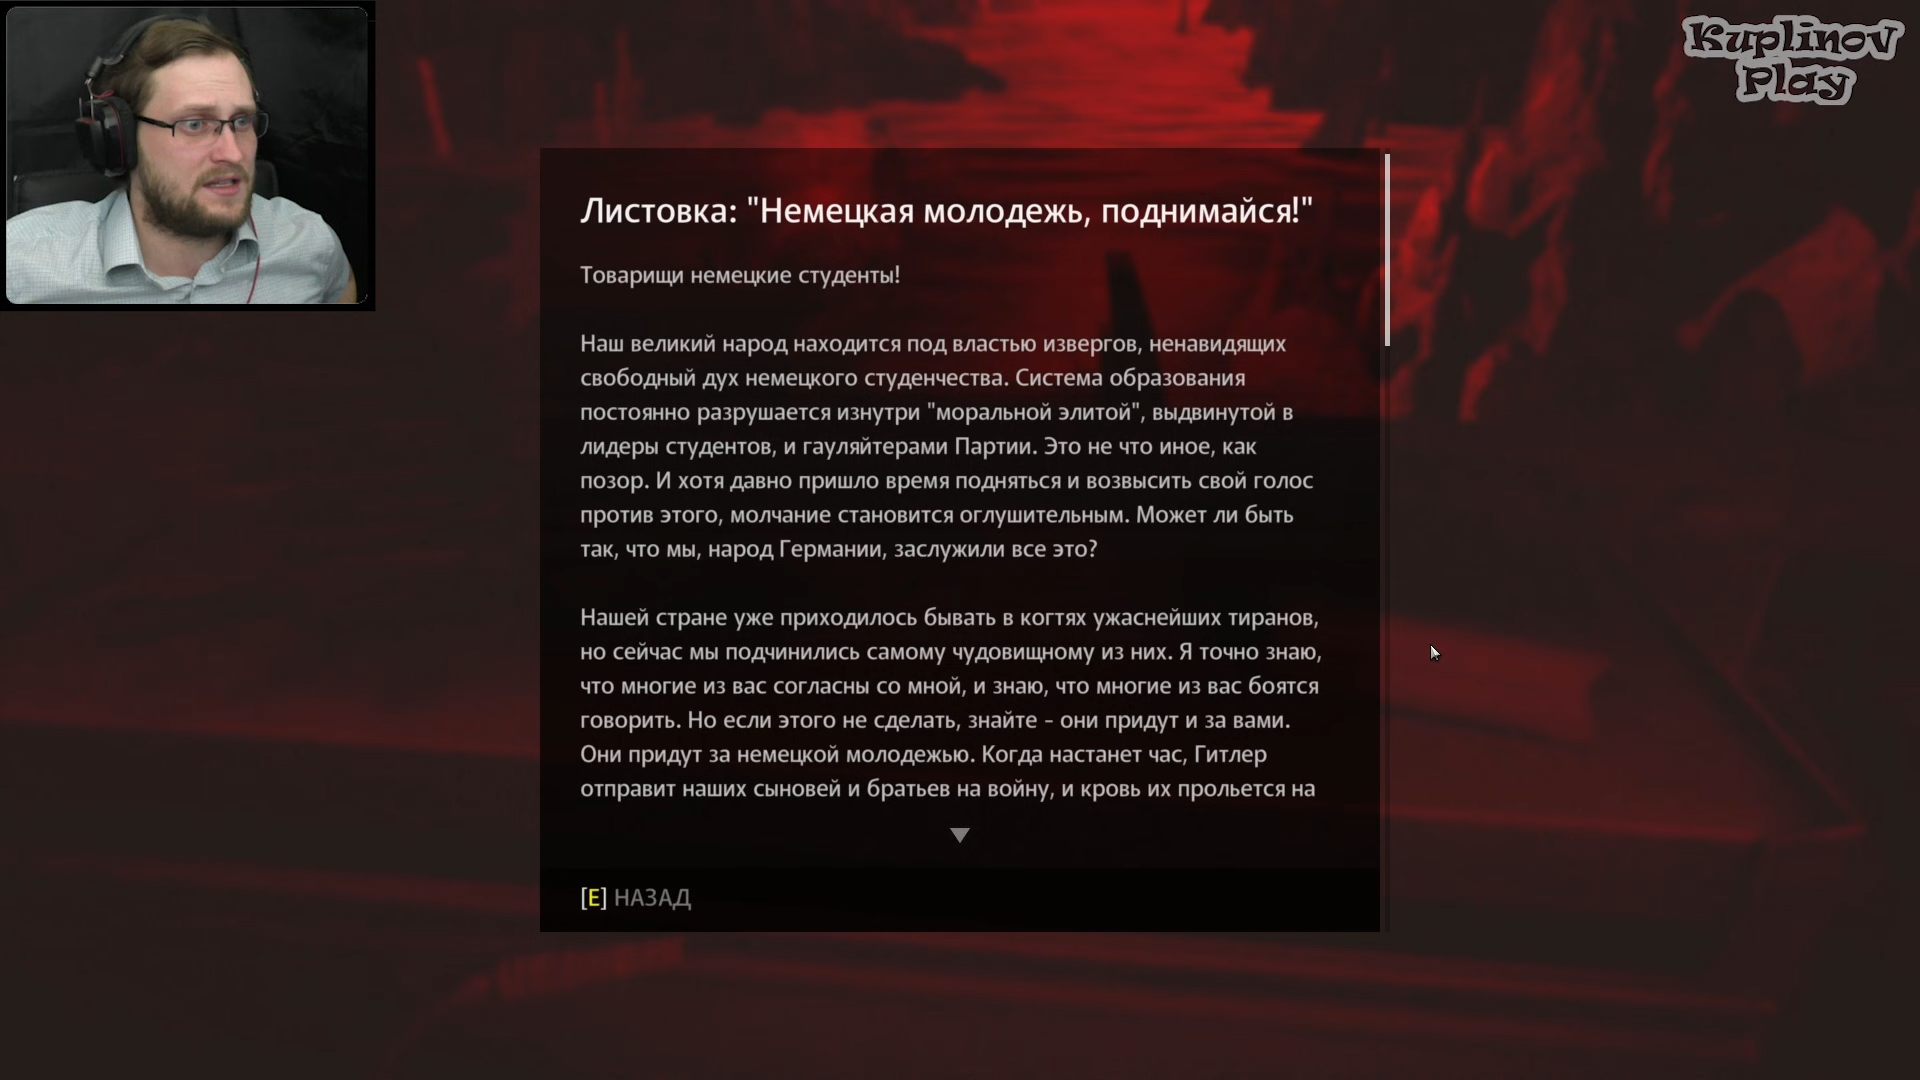 Kuplinov
Play
Листовка: "Немецкая молодежь, поднимайся!"
Товарищи немецкие студенты!
Наш великий народ находится под властью извергов, ненавидящих
свободный дух немецкого студенчества. Система образования
постоянно разрушается изнутри "моральной элитой", выдвинутой в
лидеры студентов, и гауляйтерами Партии. Это не что иное, как
позор. И хотя давно пришло время подняться и возвысить свой голос
против этого, молчание становится оглушительным. Может ли быть
так, что мы, народ Германии, заслужили все это?
Нашей стране уже приходилось бывать в когтях ужаснейших тиранов,
но сейчас мы подчинились самому чудовищному из них. Я точно знаю,
что многие из вас согласны со мной, и знаю, что многие из вас боятся
говорить. Но если этого не сделать, знайте - они придут и за вами.
Они придут за немецкой молодежью. Когда настанет час, Гитлер
отправит наших сыновей и братьев на войну, и кровь их прольется на
[E] НАЗАД